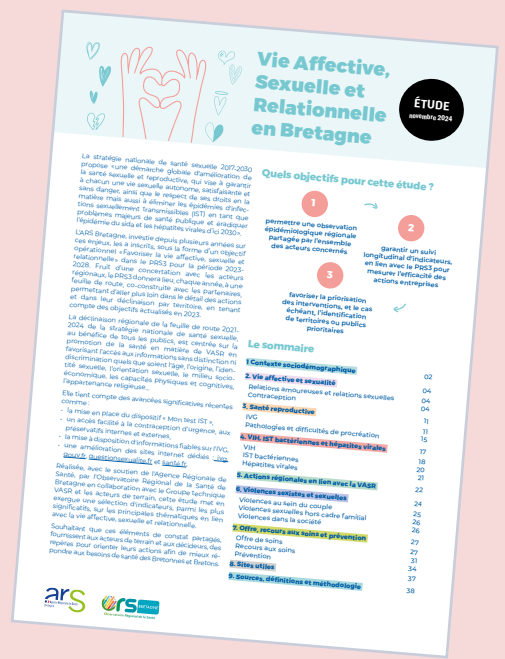 Vie Affective,
Sexuelle et
Relationnelle
en Bretagne
ÉTUDE
novembre 2024
La stratégie nationale de santé sexuelle 2017-2030
propose « une démarche globale d'amélioration de
la santé sexuelle et reproductive, qui vise à garantir
à chacun une vie sexuelle autonome, satisfaisante et
sans danger, ainsi que le respect de ses droits en la
matière mais aussi à éliminer les épidémies d'infec-
tions sexuellement transmissibles (IST) en tant que
problèmes majeurs de santé publique et éradiquer
l'épidémie du sida et les hépatites virales d'ici 2030 ».
L'ARS Bretagne, investie depuis plusieurs années sur
ces enjeux, les a inscrits, sous la forme d'un objectif
opérationnel « Favoriser la vie affective, sexuelle et
relationnelle » dans le PRS3 pour la période 2023-
2028. Fruit d'une concertation avec les acteurs
régionaux, le PRS3 donnera lieu, chaque année, à une
feuille de route, co-construite avec les partenaires,
permettant d'aller plus loin dans le détail des actions
et dans leur déclinaison par territoire, en tenant
compte des objectifs actualisés en 2023.
La déclinaison régionale de la feuille de route 2021-
2024 de la stratégie nationale de santé sexuelle,
au bénéfice de tous les publics, est centrée sur la
promotion de la santé en matière de VASR en
favorisant l'accès aux informations sans distinction ni
discrimination quels que soient l'âge, l'origine, l'iden-
tité sexuelle, l'orientation sexuelle, le milieu socio-
économique, les capacités physiques et cognitives,
l'appartenance religieuse...
Elle tient compte des avancées significatives récentes
comme :
- la mise en place du dispositif « Mon test IST »,
- un accès facilité à la contraception d'urgence, aux
préservatifs internes et externes,
- la mise à disposition d'informations fiables sur l'IVG,
- une amélioration des sites internet dédiés : ivg.
gouv.fr, questionsexualite.fr et santé.fr.
Réalisée, avec le soutien de l'Agence Régionale de
Santé, par l'Observatoire Régional de la Santé de
Bretagne en collaboration avec le Groupe technique
VASR et les acteurs de terrain, cette étude met en
exergue une sélection d'indicateurs, parmi les plus
significatifs, sur les principales thématiques en lien
avec la vie affective, sexuelle et relationnelle.
Souhaitant que ces éléments de constat partagés,
fournissent aux acteurs de terrain et aux décideurs, des
repères pour orienter leurs actions afin de mieux ré-
pondre aux besoins de santé des Bretonnes et Bretons.
Quels objectifs pour cette étude ?
1
permettre une observation
épidémiologique régionale
partagée par l'ensemble
des acteurs concernés
2
garantir un suivi
longitudinal d'indicateurs,
en lien avec le PRS3 pour
mesurer l'efficacité des
actions entreprises
3
favoriser la priorisation
des interventions, et le cas
échéant, l'identification
de territoires ou publics
prioritaires
Le sommaire
1 Contexte sociodémographique 02
2. Vie affective et sexualité 04
Relations amoureuses et relations sexuelles 04
Contraception 04
3. Santé reproductive 11
IVG 11
Pathologies et difficultés de procréation 15
4. VIH, IST bactériennes et hépatites virales 17
VIH 18
IST bactériennes 20
Hépatites virales 21
5. Actions régionales en lien avec la VASR 22
6. Violences sexistes et sexuelles 24
Violences au sein du couple 25
Violences sexuelles hors cadre familial 26
Violences dans la société 26
7. Offre, recours aux soins et prévention 27
Offre de soins 27
Recours aux soins 31
Prévention 34
8. Sites utiles 37
9. Sources, définitions et méthodologie 38
ars
ORS
BRETAGNE